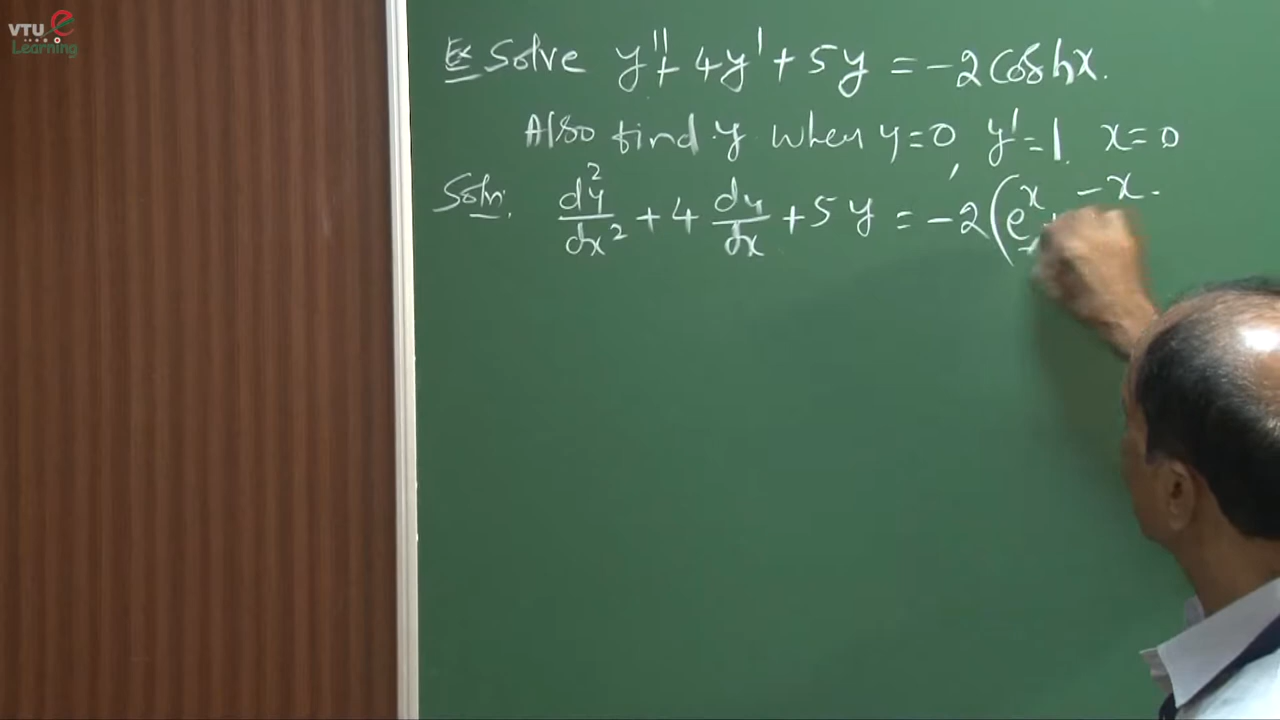 VTU e
Learning
Ex Solve y'' + 4y' + 5y = -2 cosh x.
Also find y when y=0, y'=1. x=0
Soln. d²y/dx² + 4 dy/dx + 5y = -2(e^x + -x